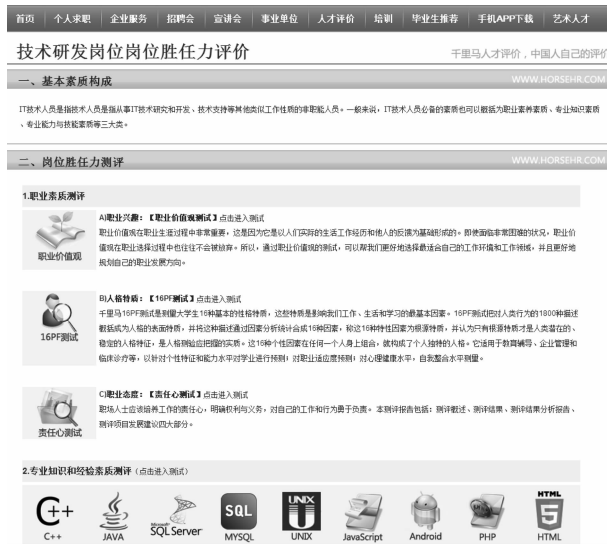 首页 个人求职 企业服务 招聘会 宣讲会 事业单位 人才评价 培训 毕业生推荐 手机APP下载 艺术人才
技术研发岗位岗位胜任力评价
千里马人才评价，中国人自己的评价
一、基本素质构成
WWW.HORSEHR.COM
IT技术人员是指技术人员是指从事IT技术研究和开发、技术支持等其他类似工作性质的非职能人员。一般来说，IT技术人员必备的素质也可以概括为职业素养素质、专业知识素质
、专业能力与技能素质等三大类。
二、岗位胜任力测评
WWW.HORSEHR.COM
1.职业素质测评
职业价值观
A)职业兴趣：【职业价值观测试】点击进入测试
职业价值观在职业生涯过程中非常重要，这是因为它是以人们实际的生活工作经历和他人的反馈为基础形成的。即使面临非常困难的状况，职业价
值观在职业选择过程中也往往不会被放弃。所以，通过职业价值观的测试，可以帮我们更好地选择最适合自己的工作环境和工作领域，并且更好地
规划自己的职业发展方向。
16PF测试
B)人格特质：【16PF测试】点击进入测试
千里马16PF测试是测量大学生16种基本的性格特质，这些特质是影响我们工作、生活和学习的最基本因素。16PF测试把对人类行为的1800种描述
概括成为人格的表面特质，并将这种描述通过因素分析统计合成16种因素，称这16种特性因素为根源特质，并认为只有根源特质才是人类潜在的、
稳定的人格特征，是人格测验应把握的实质。这16种个性因素在任何一个人身上组合，就构成了个人独特的人格。它适用于教育辅导、企业管理和
临床诊疗等，以针对个性特征和能力水平对学业进行预测；对职业适应度预测；对心理健康水平，自我整合水平测量。
责任心测试
C)职业态度：【责任心测试】点击进入测试
职场人士应该培养工作的责任心，明确权利与义务，对自己的工作和行为勇于负责。 本测评报告包括：测评概述、测评结果、测评结果分析报告、
测评项目发展建议四大部分。
2.专业知识和经验素质测评（点击进入测试）
C++
JAVA
Microsoft SQL Server
SQL
MYSQL
UNIX
UNIX
JavaScript
Android
PHP
HTML
5
HTML